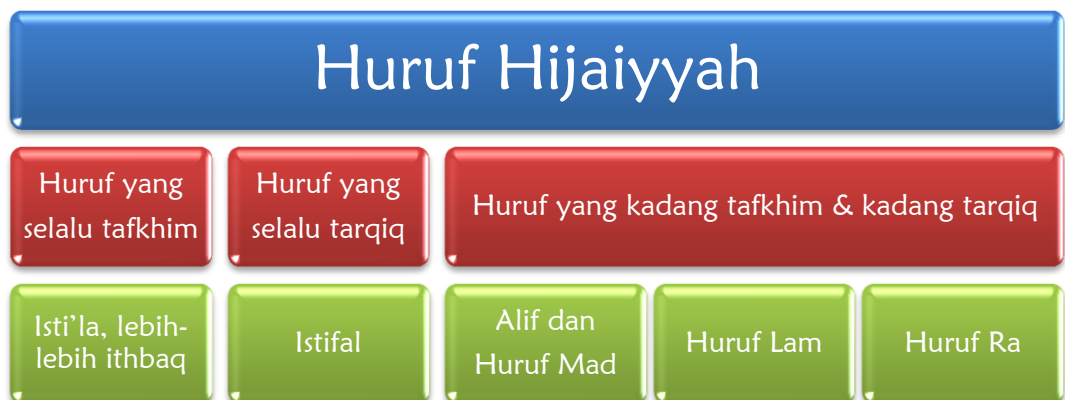 Huruf Hijaiyyah
Huruf yang
selalu tafkhim
Huruf yang
selalu tarqiq
Huruf yang kadang tafkhim & kadang tarqiq
Isti’la, lebih-
lebih ithbaq
Istifal
Alif dan
Huruf Mad
Huruf Lam
Huruf Ra